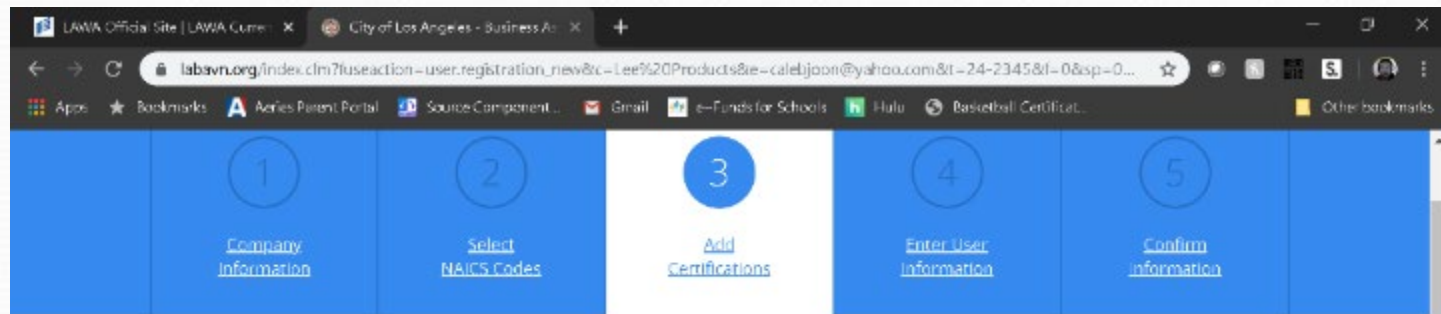 LAWA Official Site | LAWA Curren
City of Los Angeles - Business As
labavn.org/index.cfm?fuseaction=user.registration_new&c=Lee%20Products&e=calebjoon@yahoo.com&t=24-2345&f=0&sp=0...
Apps Bookmarks Aeries Parent Portal Source Component... Gmail e~Funds for Schools Hulu Basketball Certificat... Other bookmarks
1 2 3 4 5
Company Select Add Enter User Confirm
Information NAICS Codes Certifications Information Information